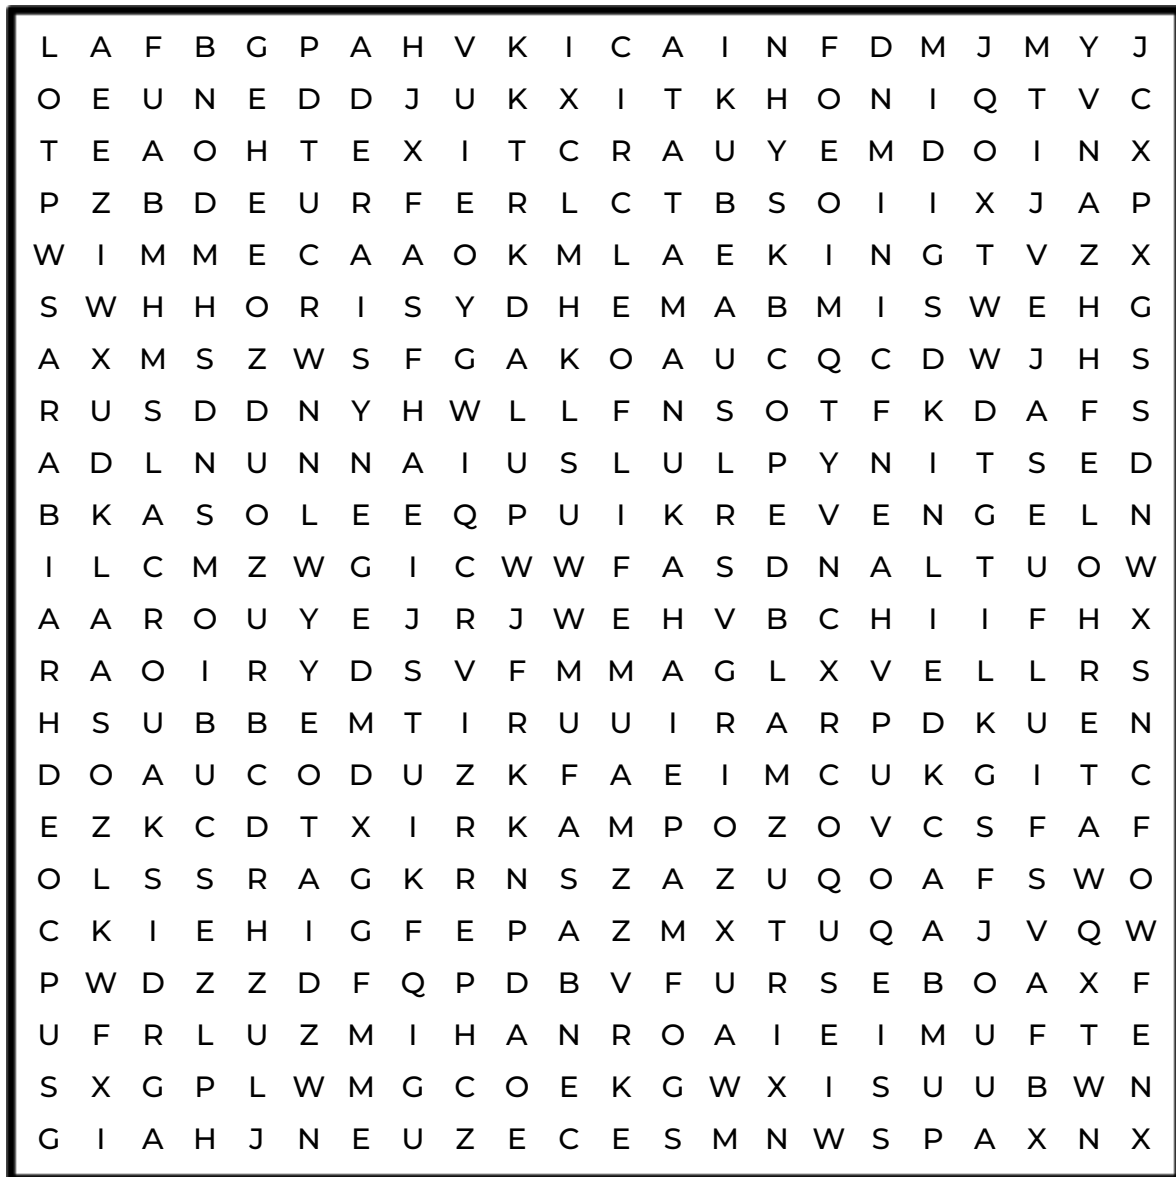 L A F B G P A H V K I C A I N F D M J M Y J
O E U N E D D J U K X I T K H O N I Q T V C
T E A O H T E X I T C R A U Y E M D O I N X
P Z B D E U R F E R L C T B S O I I X J A P
W I M M E C A A O K M L A E K I N G T V Z X
S W H H O R I S Y D H E M A B M I S W E H G
A X M S Z W S F G A K O A U C Q C D W J H S
R U S D D N Y H W L L F N S O T F K D A F S
A D L N U N N A I U S L U L P Y N I T S E D
B K A S O L E E Q P U I K R E V E N G E L N
I L C M Z W G I C W W F A S D N A L T U O W
A A R O U Y E J R J W E H V B C H I I F H X
R A O I R Y D S V F M M A G L X V E L L R S
H S U B B E M T I R U U I R A R P D K U E N
D O A U C O D U Z K F A E I M C U K G I T C
E Z K C D T X I R K A M P O Z O V C S F A F
O L S S R A G K R N S Z A Z U Q O A F S W O
C K I E H I G F E P A Z M X T U Q A J V Q W
P W D Z Z D F Q P D B V F U R S E B O A X F
U F R L U Z M I H A N R O A I E I M U F T E
S X G P L W M G C O E K G W X I S U U B W N
G I A H J N E U Z E C E S M N W S P A X N X